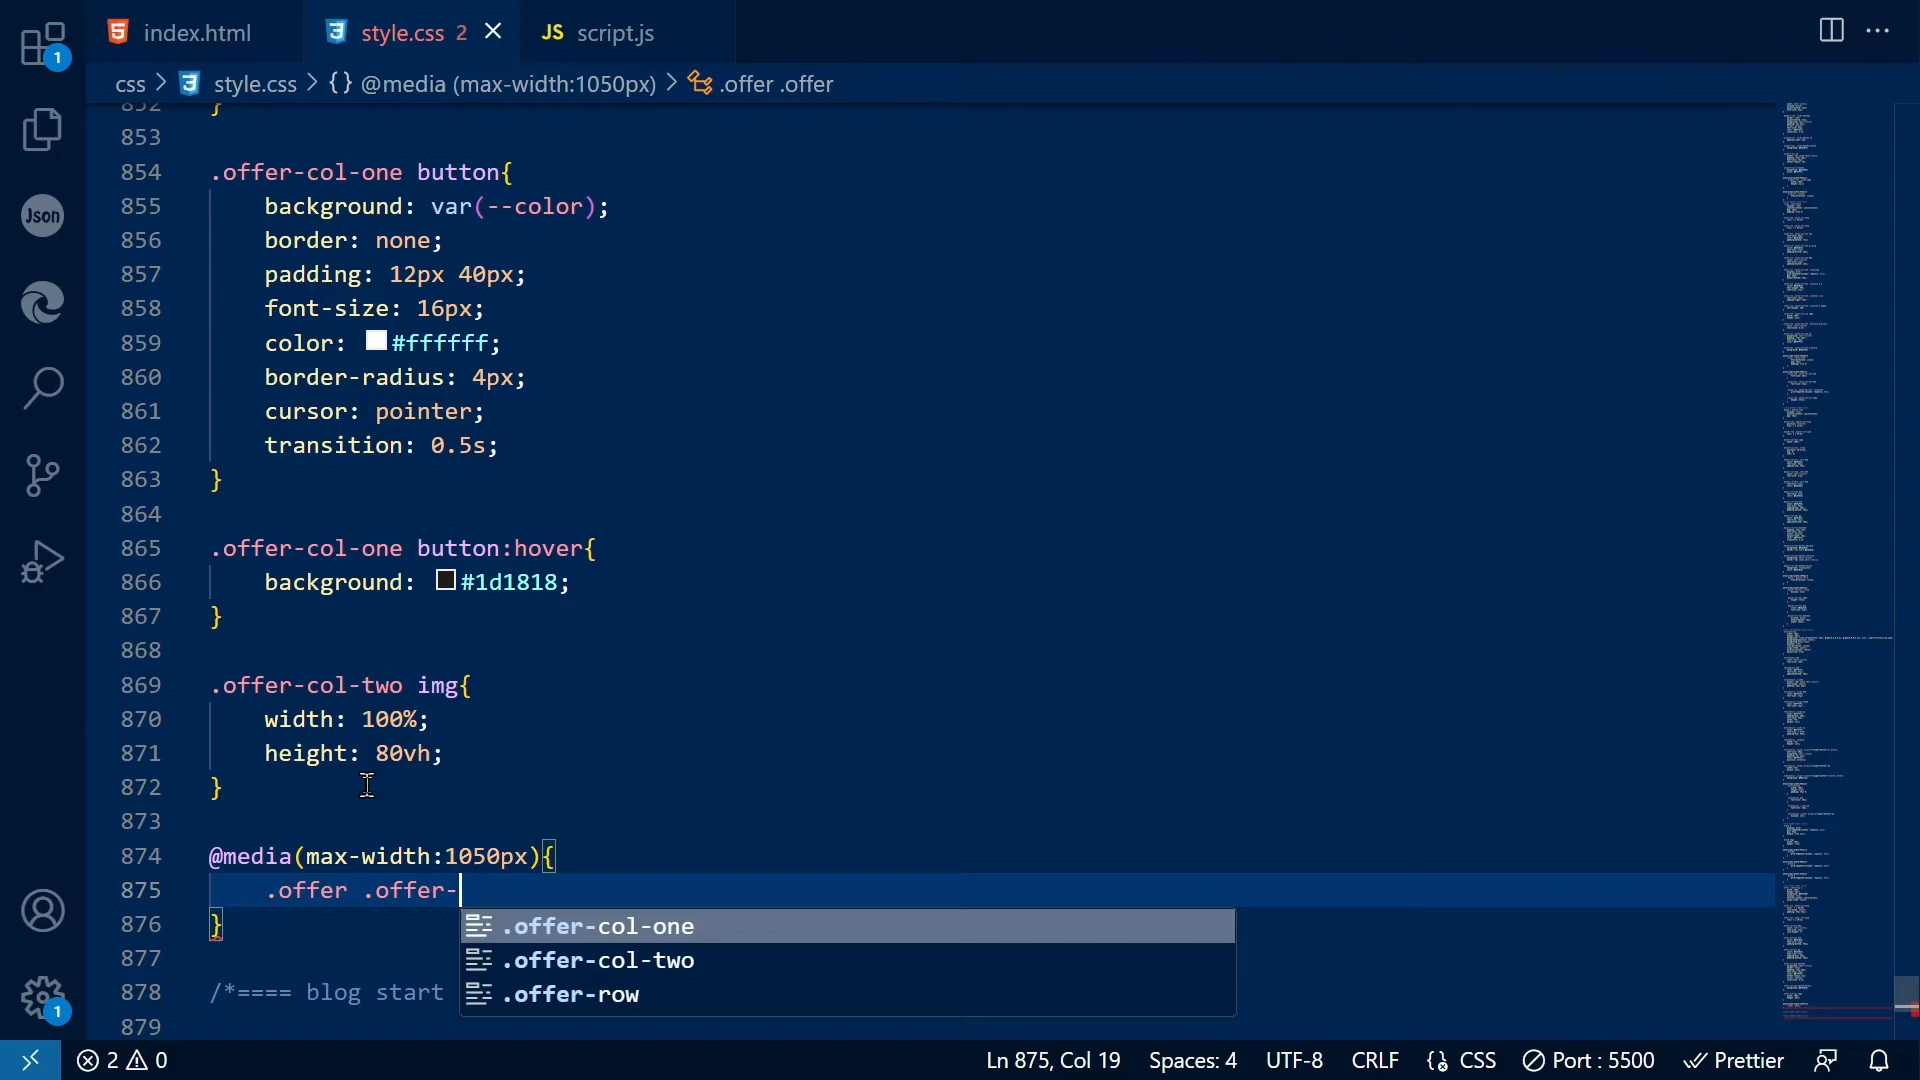 index.html
style.css 2
JS script.js
css > style.css > {} @media (max-width:1050px) > .offer .offer
852 }
853
854 .offer-col-one button{
855 background: var(--color);
856 border: none;
857 padding: 12px 40px;
858 font-size: 16px;
859 color: #ffffff;
860 border-radius: 4px;
861 cursor: pointer;
862 transition: 0.5s;
863 }
864
865 .offer-col-one button:hover{
866 background: #1d1818;
867 }
868
869 .offer-col-two img{
870 width: 100%;
871 height: 80vh;
872 }
873
874 @media(max-width:1050px){
875 .offer .offer-
876 }
877
878 /*==== blog start
879
.offer-col-one
.offer-col-two
.offer-row
1
Json
1
2 0
Ln 875, Col 19
Spaces: 4
UTF-8
CRLF
{} CSS
Port : 5500
Prettier